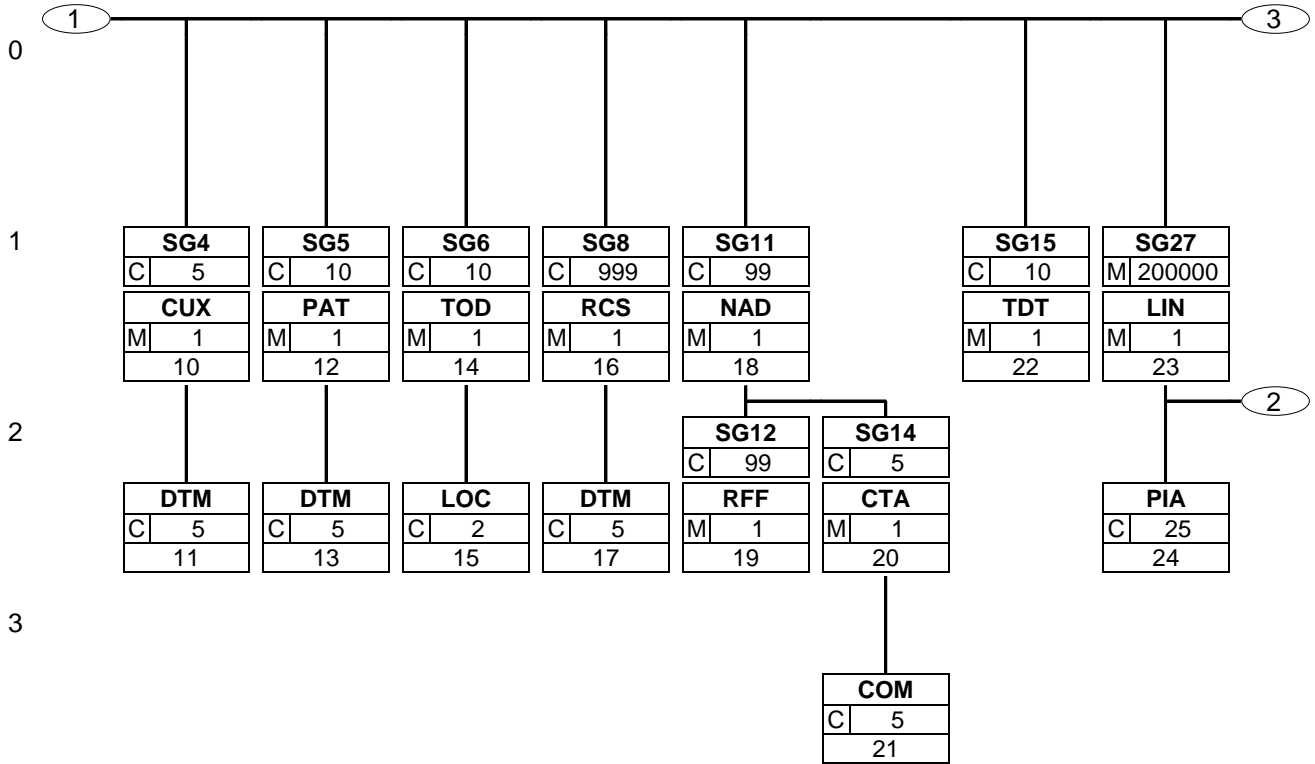 1 3
0
1
SG4 SG5 SG6 SG8 SG11 SG15 SG27
C 5 C 10 C 10 C 999 C 99 C 10 M 200000
CUX PAT TOD RCS NAD TDT LIN
M 1 M 1 M 1 M 1 M 1 M 1 M 1
10 12 14 16 18 22 23
2
2
SG12 SG14
C 99 C 5
DTM DTM LOC DTM RFF CTA PIA
C 5 C 5 C 2 C 5 M 1 M 1 C 25
11 13 15 17 19 20 24
3
COM
C 5
21